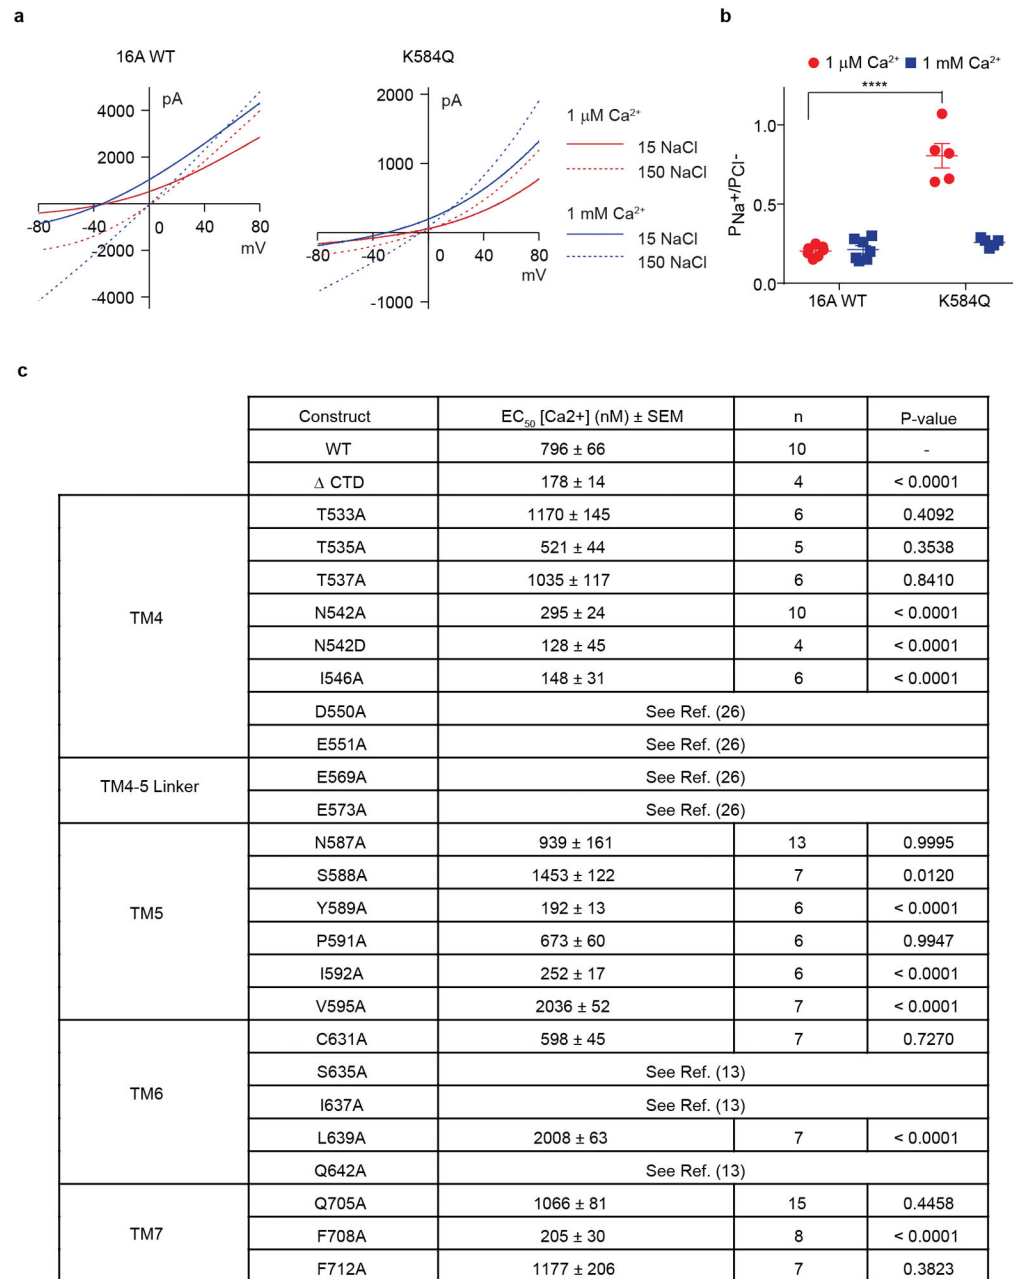 a
b
16A WT
K584Q
pA
4000
2000
-80
-40
0
40
80
mV
-2000
-4000
2000
pA
1000
-80
-40
0
40
80
mV
-1000
1 μM Ca²⁺
15 NaCl
150 NaCl
1 mM Ca²⁺
15 NaCl
150 NaCl
1 μM Ca²⁺ 1 mM Ca²⁺
****
PNa⁺/PCl⁻
1.0
0.5
0.0
16A WT K584Q
c
Construct EC₅₀ [Ca2+] (nM) ± SEM n P-value
WT 796 ± 66 10 -
Δ CTD 178 ± 14 4 < 0.0001
TM4
T533A 1170 ± 145 6 0.4092
T535A 521 ± 44 5 0.3538
T537A 1035 ± 117 6 0.8410
N542A 295 ± 24 10 < 0.0001
N542D 128 ± 45 4 < 0.0001
I546A 148 ± 31 6 < 0.0001
D550A See Ref. (26)
E551A See Ref. (26)
TM4-5 Linker
E569A See Ref. (26)
E573A See Ref. (26)
TM5
N587A 939 ± 161 13 0.9995
S588A 1453 ± 122 7 0.0120
Y589A 192 ± 13 6 < 0.0001
P591A 673 ± 60 6 0.9947
I592A 252 ± 17 6 < 0.0001
V595A 2036 ± 52 7 < 0.0001
TM6
C631A 598 ± 45 7 0.7270
S635A See Ref. (13)
I637A See Ref. (13)
L639A 2008 ± 63 7 < 0.0001
Q642A See Ref. (13)
TM7
Q705A 1066 ± 81 15 0.4458
F708A 205 ± 30 8 < 0.0001
F712A 1177 ± 206 7 0.3823